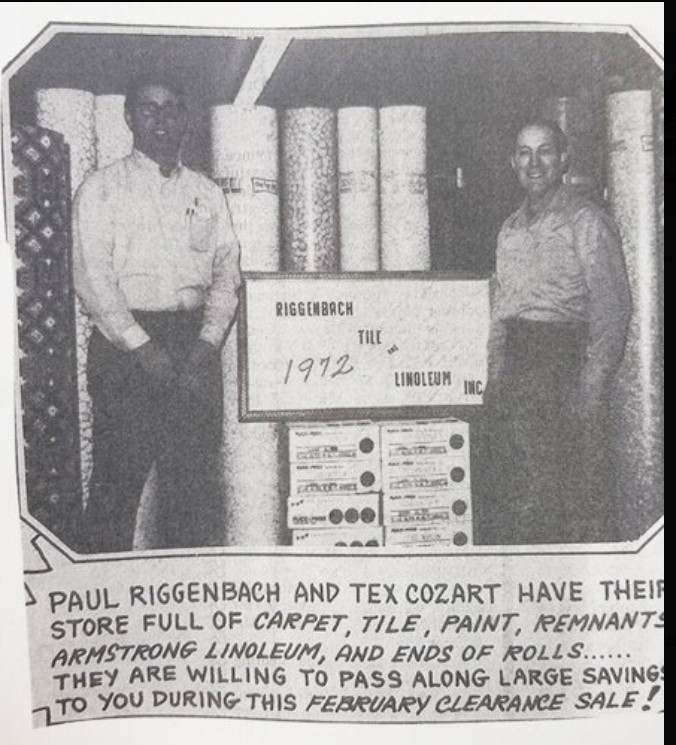 RIGGENBACH
TILE AND
1972
LINOLEUM INC
PAUL RIGGENBACH AND TEX COZART HAVE THEIR
STORE FULL OF CARPET, TILE, PAINT, REMNANTS
ARMSTRONG LINOLEUM, AND ENDS OF ROLLS......
THEY ARE WILLING TO PASS ALONG LARGE SAVINGS
TO YOU DURING THIS FEBRUARY CLEARANCE SALE!